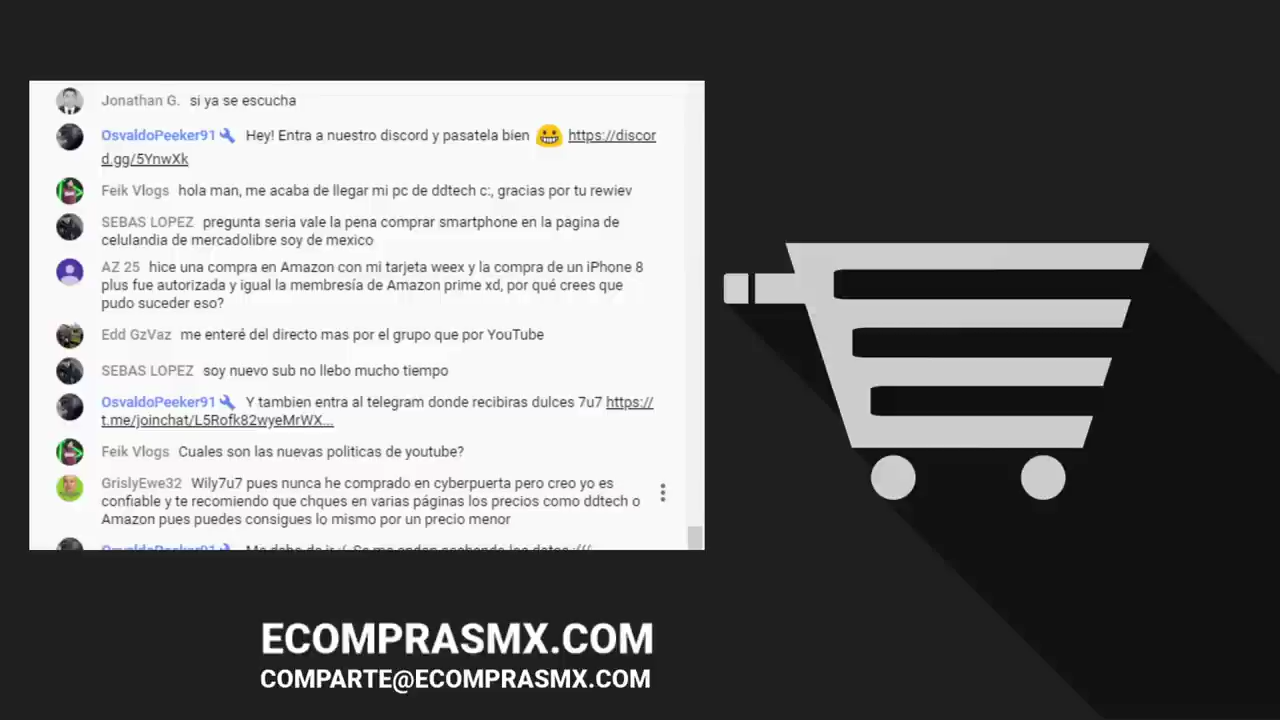 Jonathan G. si ya se escucha
OsvaldoPeeker91 Hey! Entra a nuestro discord y pasatela bien 😀 https://discor
d.gg/5YnwXk
Feik Vlogs hola man, me acaba de llegar mi pc de ddtech c:, gracias por tu rewiev
SEBAS LOPEZ pregunta seria vale la pena comprar smartphone en la pagina de
celulandia de mercadolibre soy de mexico
AZ 25 hice una compra en Amazon con mi tarjeta weex y la compra de un iPhone 8
plus fue autorizada y igual la membresía de Amazon prime xd, por qué crees que
pudo suceder eso?
Edd GzVaz me enteré del directo mas por el grupo que por YouTube
SEBAS LOPEZ soy nuevo sub no llebo mucho tiempo
OsvaldoPeeker91 Y tambien entra al telegram donde recibiras dulces 7u7 https://
t.me/joinchat/L5Rofk82wyeMrWX...
Feik Vlogs Cuales son las nuevas politicas de youtube?
GrislyEwe32 Wily7u7 pues nunca he comprado en cyberpuerta pero creo yo es
confiable y te recomiendo que chques en varias páginas los precios como ddtech o
Amazon pues puedes consigues lo mismo por un precio menor
OsvaldoPeeker91
ECOMPRASMX.COM
COMPARTE@ECOMPRASMX.COM